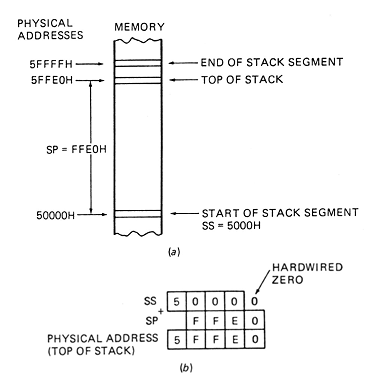 PHYSICAL
ADDRESSES
MEMORY
5FFFFH
END OF STACK SEGMENT
5FFE0H
TOP OF STACK
SP = FFE0H
50000H
START OF STACK SEGMENT
SS = 5000H
(a)
HARDWIRED
ZERO
SS 5 0 0 0 0
+
SP F F E 0
PHYSICAL ADDRESS 5 F F E 0
(TOP OF STACK)
(b)